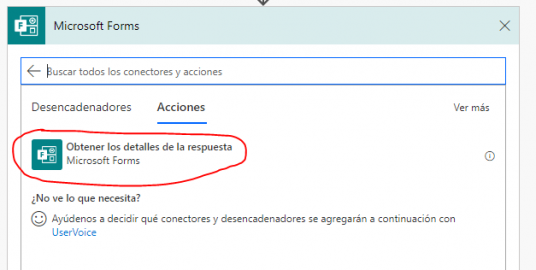 Microsoft Forms
Buscar todos los conectores y acciones
Desencadenadores Acciones Ver más
Obtener los detalles de la respuesta
Microsoft Forms
¿No ve lo que necesita?
Ayúdenos a decidir qué conectores y desencadenadores se agregarán a continuación con
UserVoice